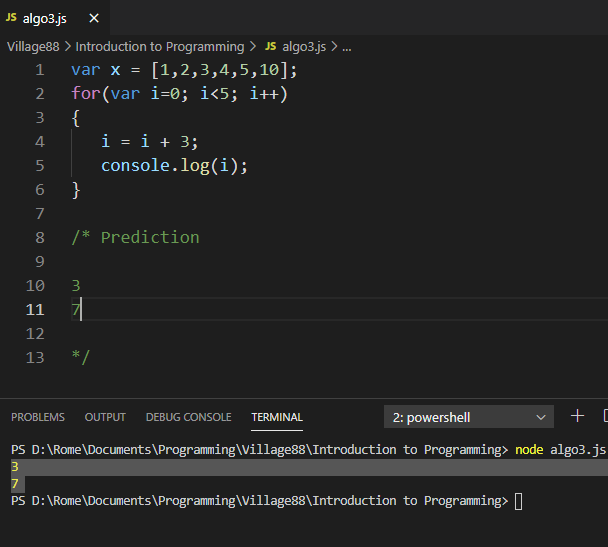 JS algo3.js ×
Village88 > Introduction to Programming > JS algo3.js > ...
1 var x = [1,2,3,4,5,10];
2 for(var i=0; i<5; i++)
3 {
4 i = i + 3;
5 console.log(i);
6 }
7
8 /* Prediction
9
10 3
11 7
12
13 */
PROBLEMS OUTPUT DEBUG CONSOLE TERMINAL 2: powershell
PS D:\Rome\Documents\Programming\Village88\Introduction to Programming> node algo3.js
3
7
PS D:\Rome\Documents\Programming\Village88\Introduction to Programming>